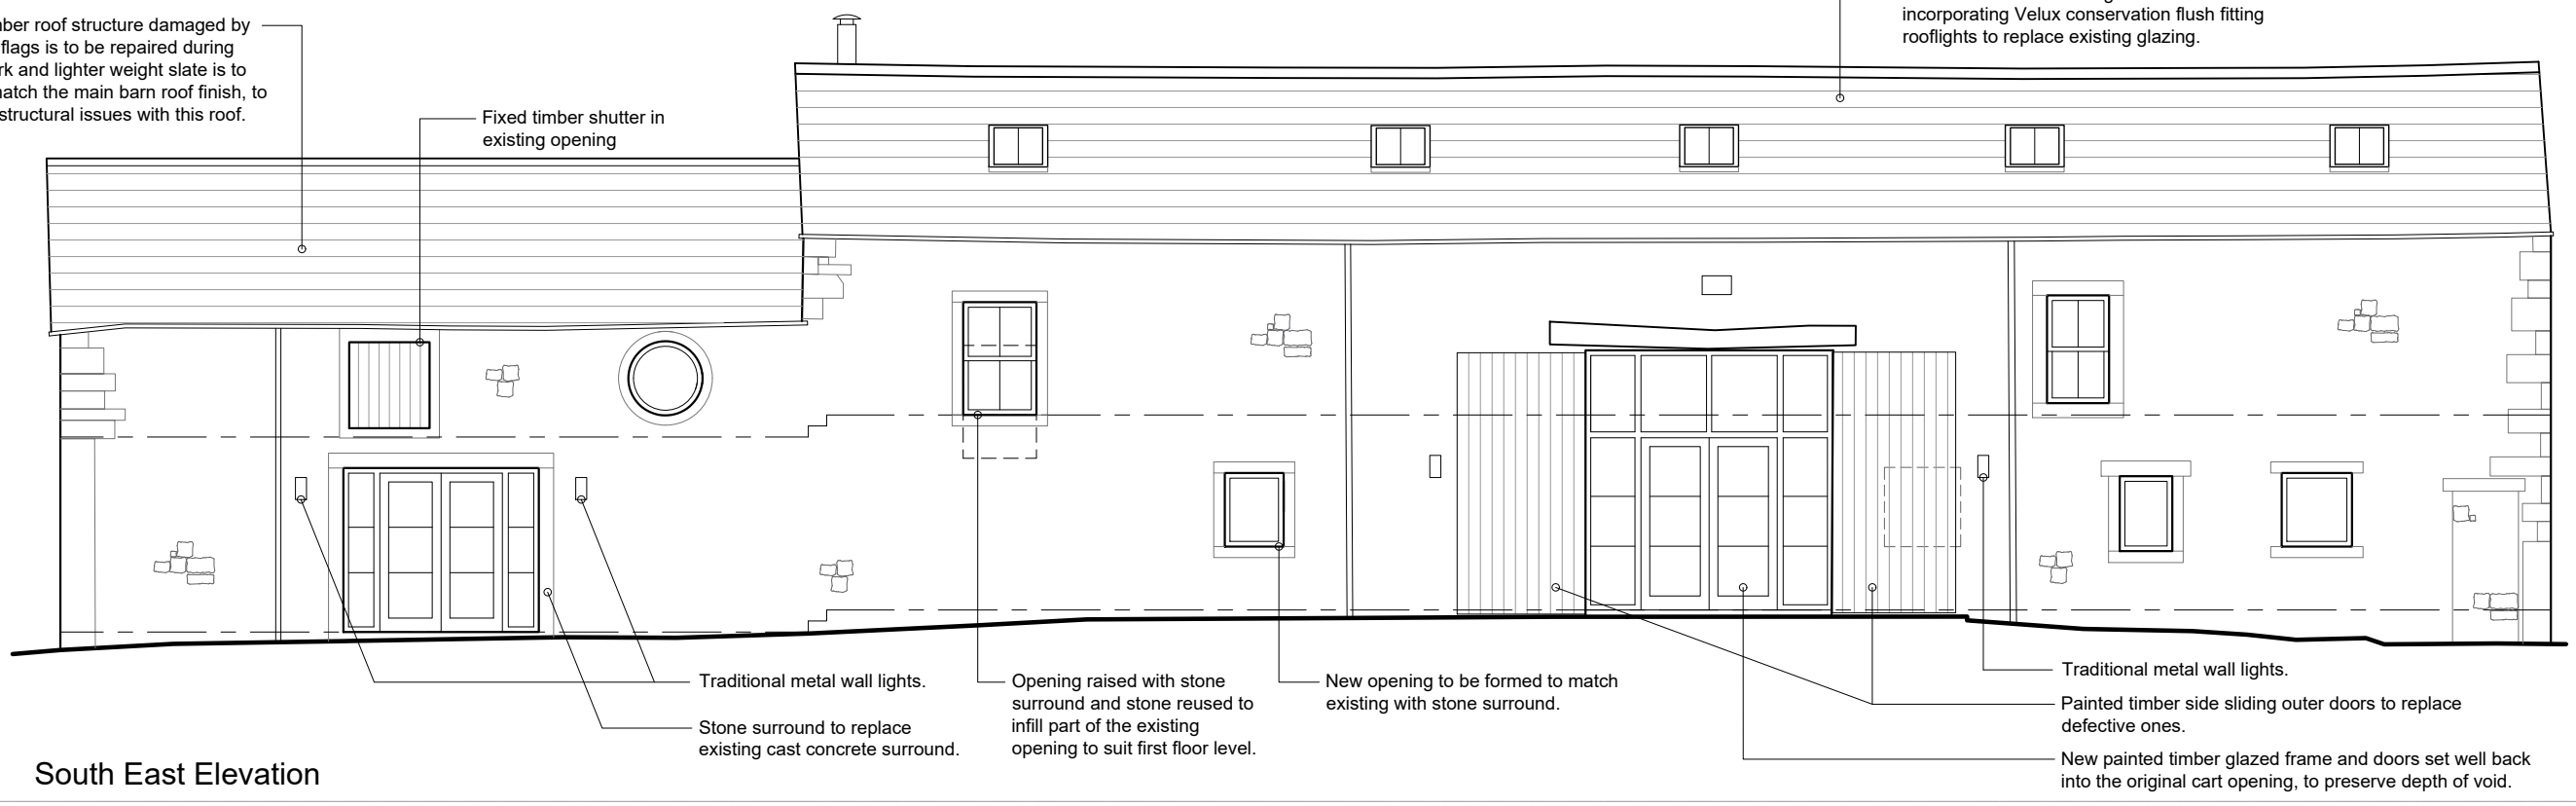 roof structure damaged by
flags is to be repaired during
and lighter weight slate is to
the main barn roof finish, to
structural issues with this roof.
Fixed timber shutter in
existing opening
incorporating Velux conservation flush fitting
rooflights to replace existing glazing.
Traditional metal wall lights.
Stone surround to replace
existing cast concrete surround.
Opening raised with stone
surround and stone reused to
infill part of the existing
opening to suit first floor level.
New opening to be formed to match
existing with stone surround.
Traditional metal wall lights.
Painted timber side sliding outer doors to replace
defective ones.
New painted timber glazed frame and doors set well back
into the original cart opening, to preserve depth of void.
South East Elevation